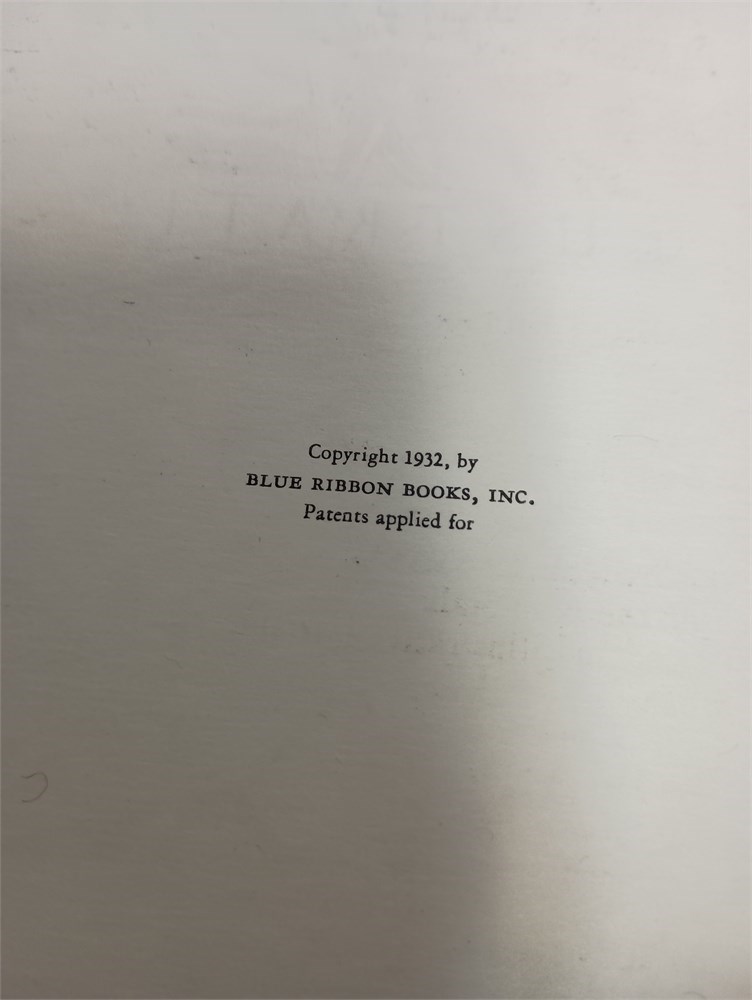 Copyright 1932, by
BLUE RIBBON BOOKS, INC.
Patents applied for